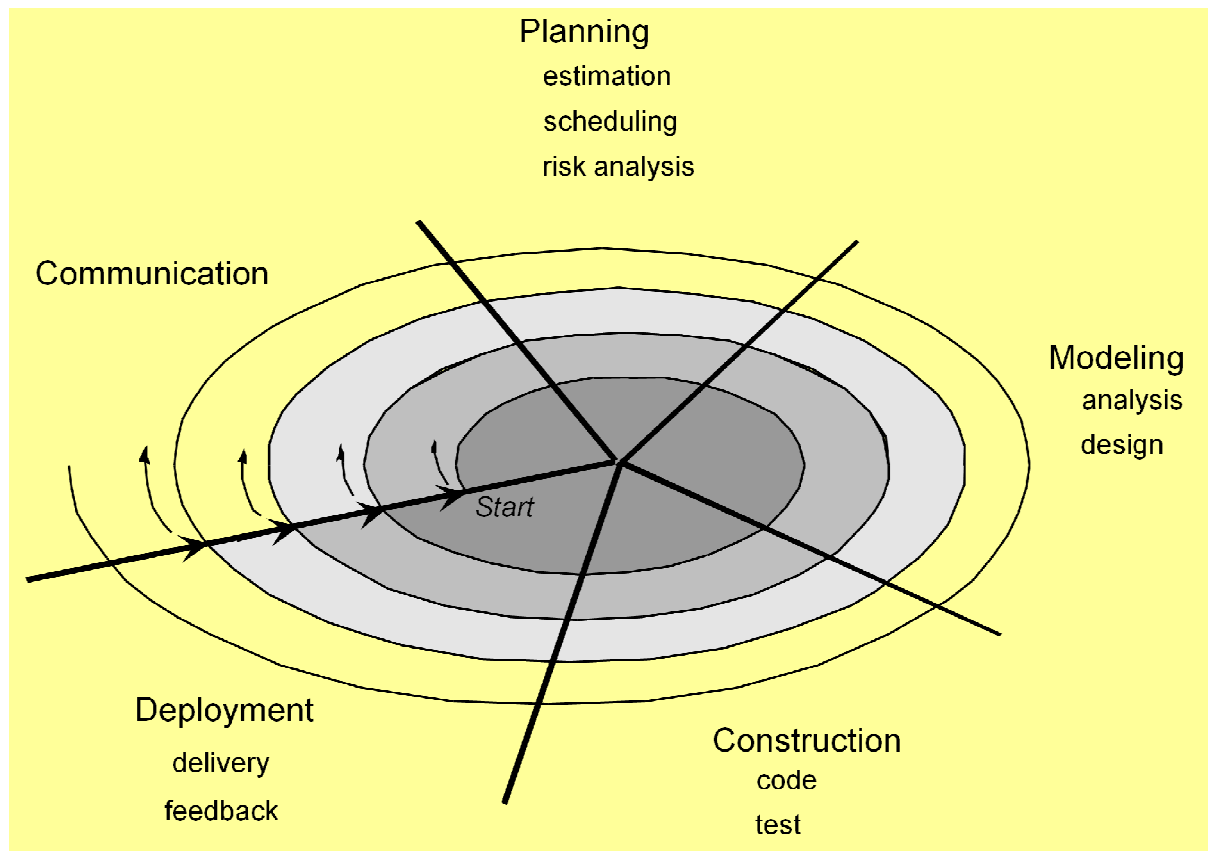 Planning
estimation
scheduling
risk analysis
Communication
Modeling
analysis
design
Start
Deployment
delivery
feedback
Construction
code
test